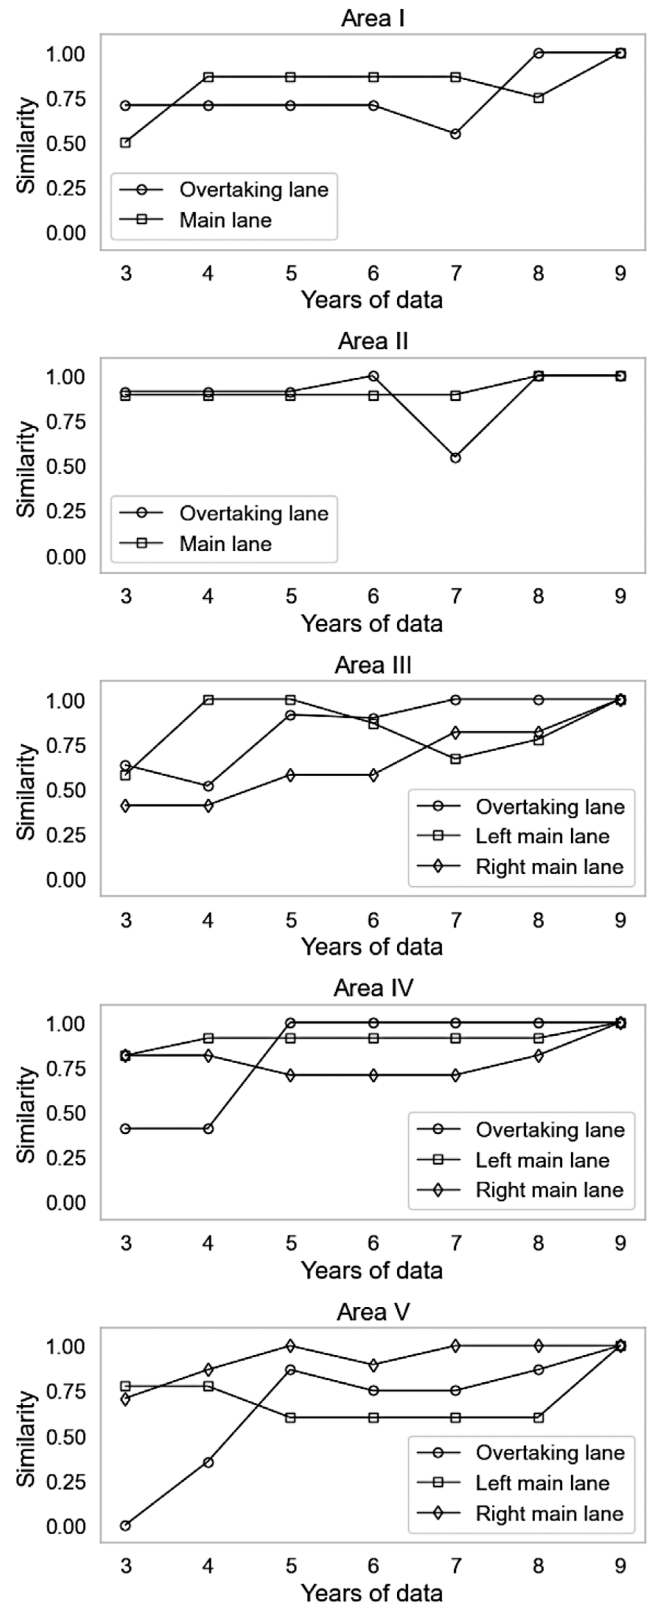 Area I
Similarity
1.00
0.75
0.50
0.25
0.00
Overtaking lane
Main lane
3 4 5 6 7 8 9
Years of data
Area II
Similarity
1.00
0.75
0.50
0.25
0.00
Overtaking lane
Main lane
3 4 5 6 7 8 9
Years of data
Area III
Similarity
1.00
0.75
0.50
0.25
0.00
Overtaking lane
Left main lane
Right main lane
3 4 5 6 7 8 9
Years of data
Area IV
Similarity
1.00
0.75
0.50
0.25
0.00
Overtaking lane
Left main lane
Right main lane
3 4 5 6 7 8 9
Years of data
Area V
Similarity
1.00
0.75
0.50
0.25
0.00
Overtaking lane
Left main lane
Right main lane
3 4 5 6 7 8 9
Years of data